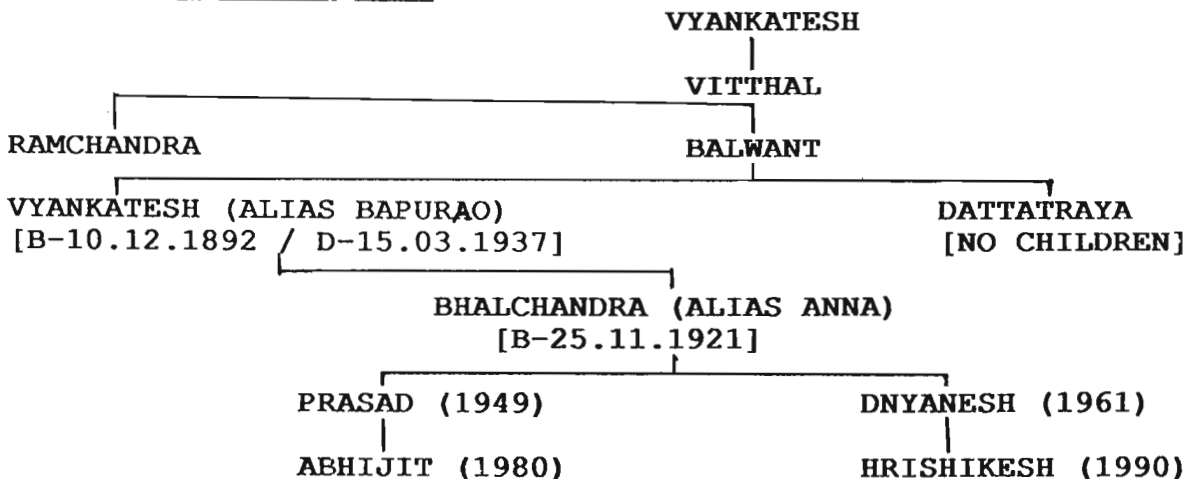 VYANKATESH
VITTHAL
RAMCHANDRA BALWANT
VYANKATESH (ALIAS BAPURAO) DATTATRAYA
[B-10.12.1892 / D-15.03.1937] [NO CHILDREN]
BHALCHANDRA (ALIAS ANNA)
[B-25.11.1921]
PRASAD (1949) DNYANESH (1961)
ABHIJIT (1980) HRISHIKESH (1990)